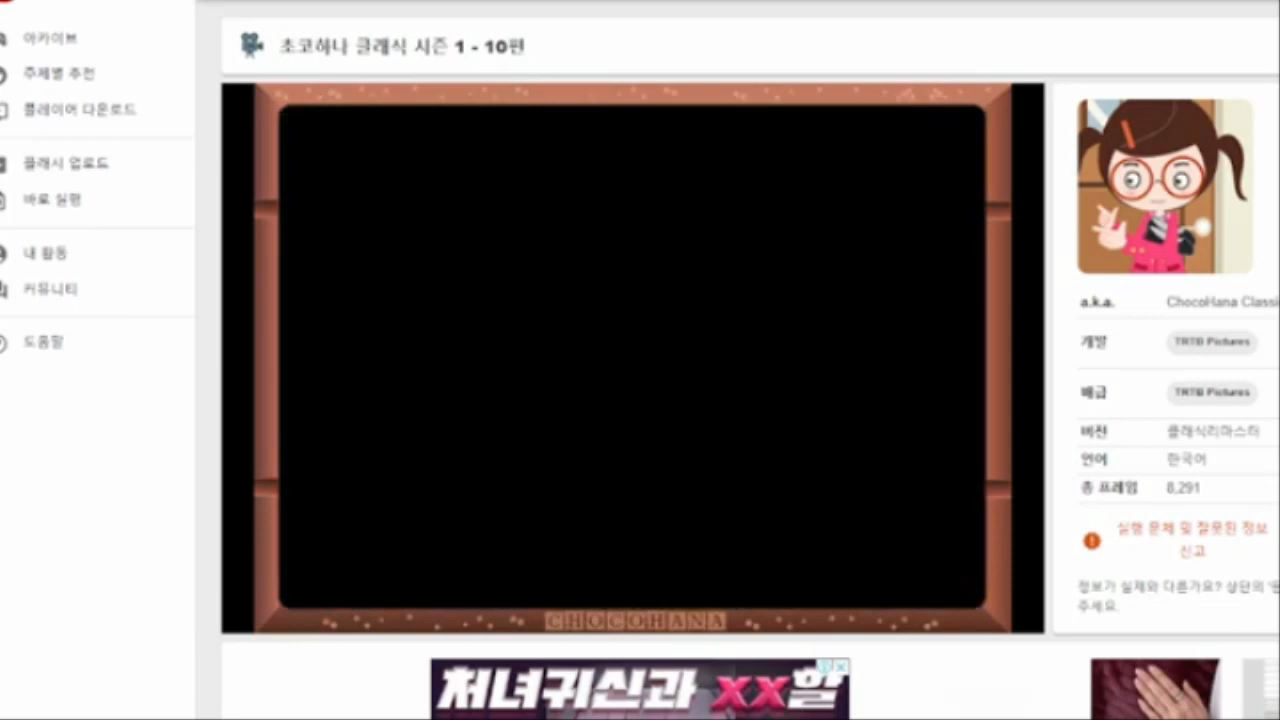 아카이브
주제별 추천
플레이어 다운로드
플래시 업로드
바로 실행
내 활동
커뮤니티
도움말
초코하나 클래식 시즌 1 - 10편
CHOCOHANA
a.k.a. ChocoHana Classi
개발 TRTB Pictures
배급 TRTB Pictures
버전 클래식리마스터
언어 한국어
총 프레임 8,291
실행 문제 및 잘못된 정보
신고
정보가 실제와 다른가요? 상단의
주세요.
처녀귀신과 xx할